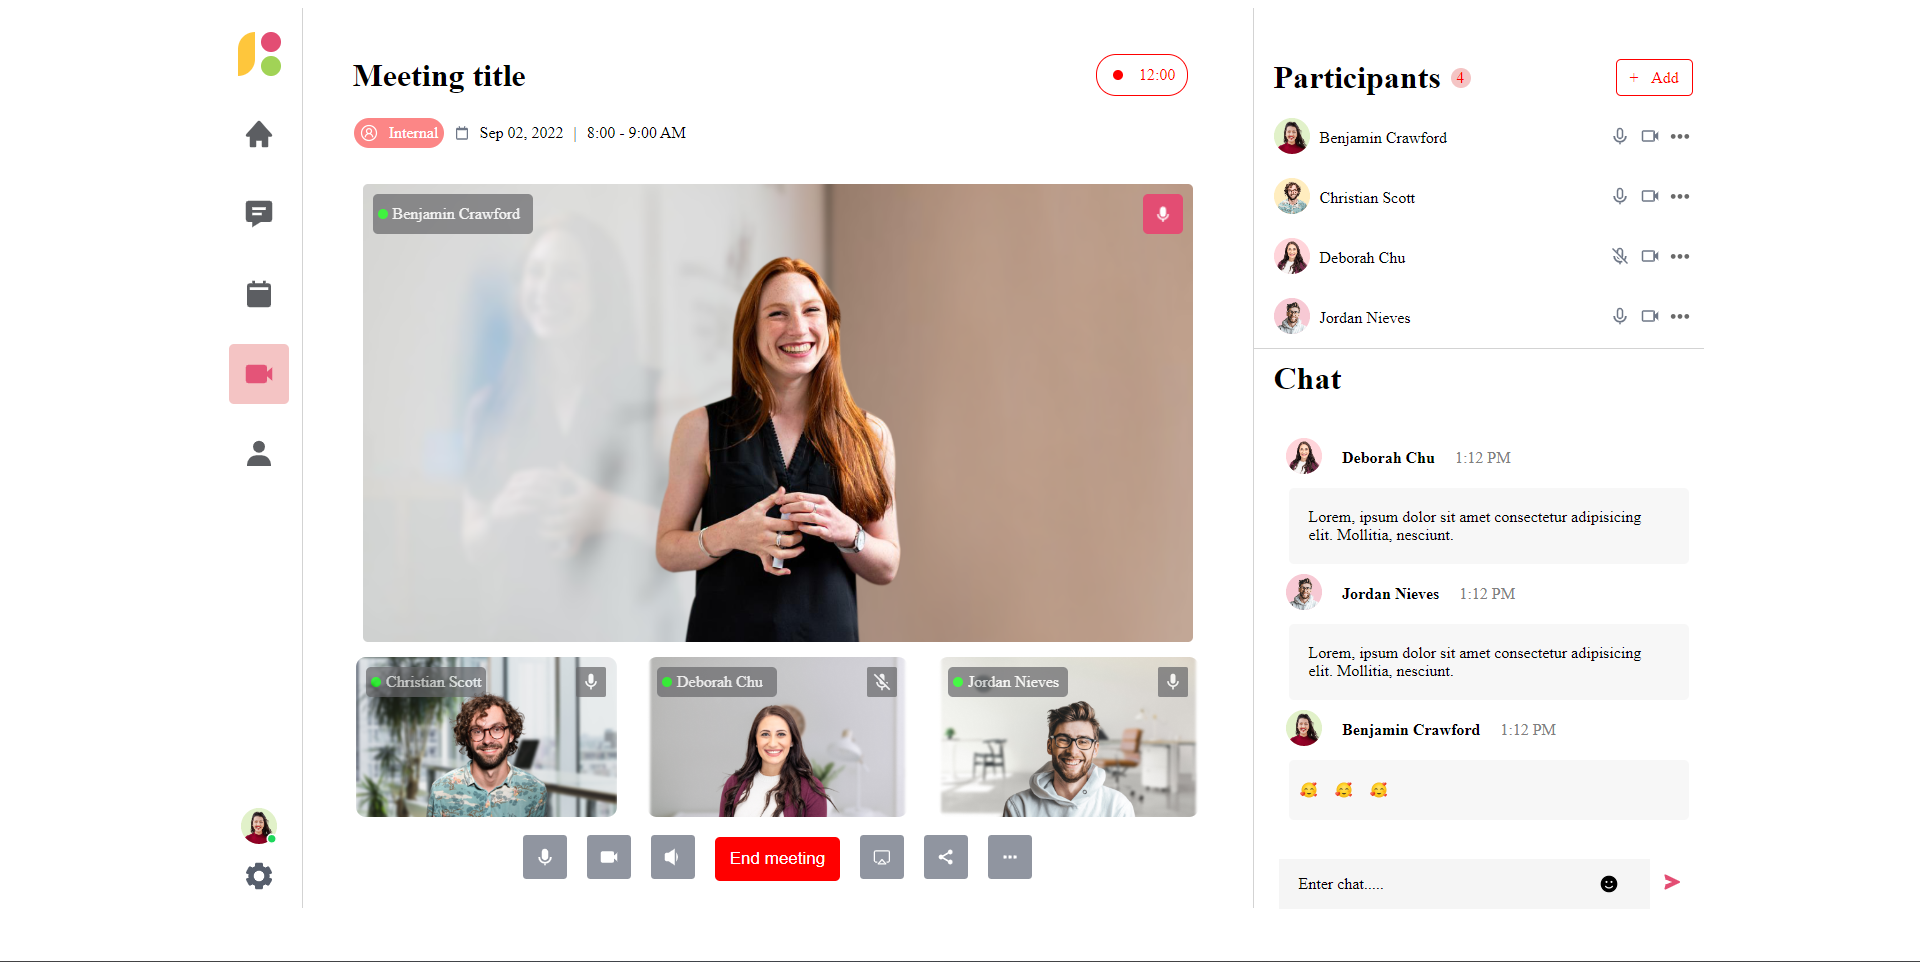 Meeting title
12:00
Internal
Sep 02, 2022 | 8:00 - 9:00 AM
Benjamin Crawford
Christian Scott
Deborah Chu
Jordan Nieves
End meeting
Participants 4
+ Add
Benjamin Crawford
Christian Scott
Deborah Chu
Jordan Nieves
Chat
Deborah Chu 1:12 PM
Lorem, ipsum dolor sit amet consectetur adipisicing
elit. Mollitia, nesciunt.
Jordan Nieves 1:12 PM
Lorem, ipsum dolor sit amet consectetur adipisicing
elit. Mollitia, nesciunt.
Benjamin Crawford 1:12 PM
🥰 🥰 🥰
Enter chat.....